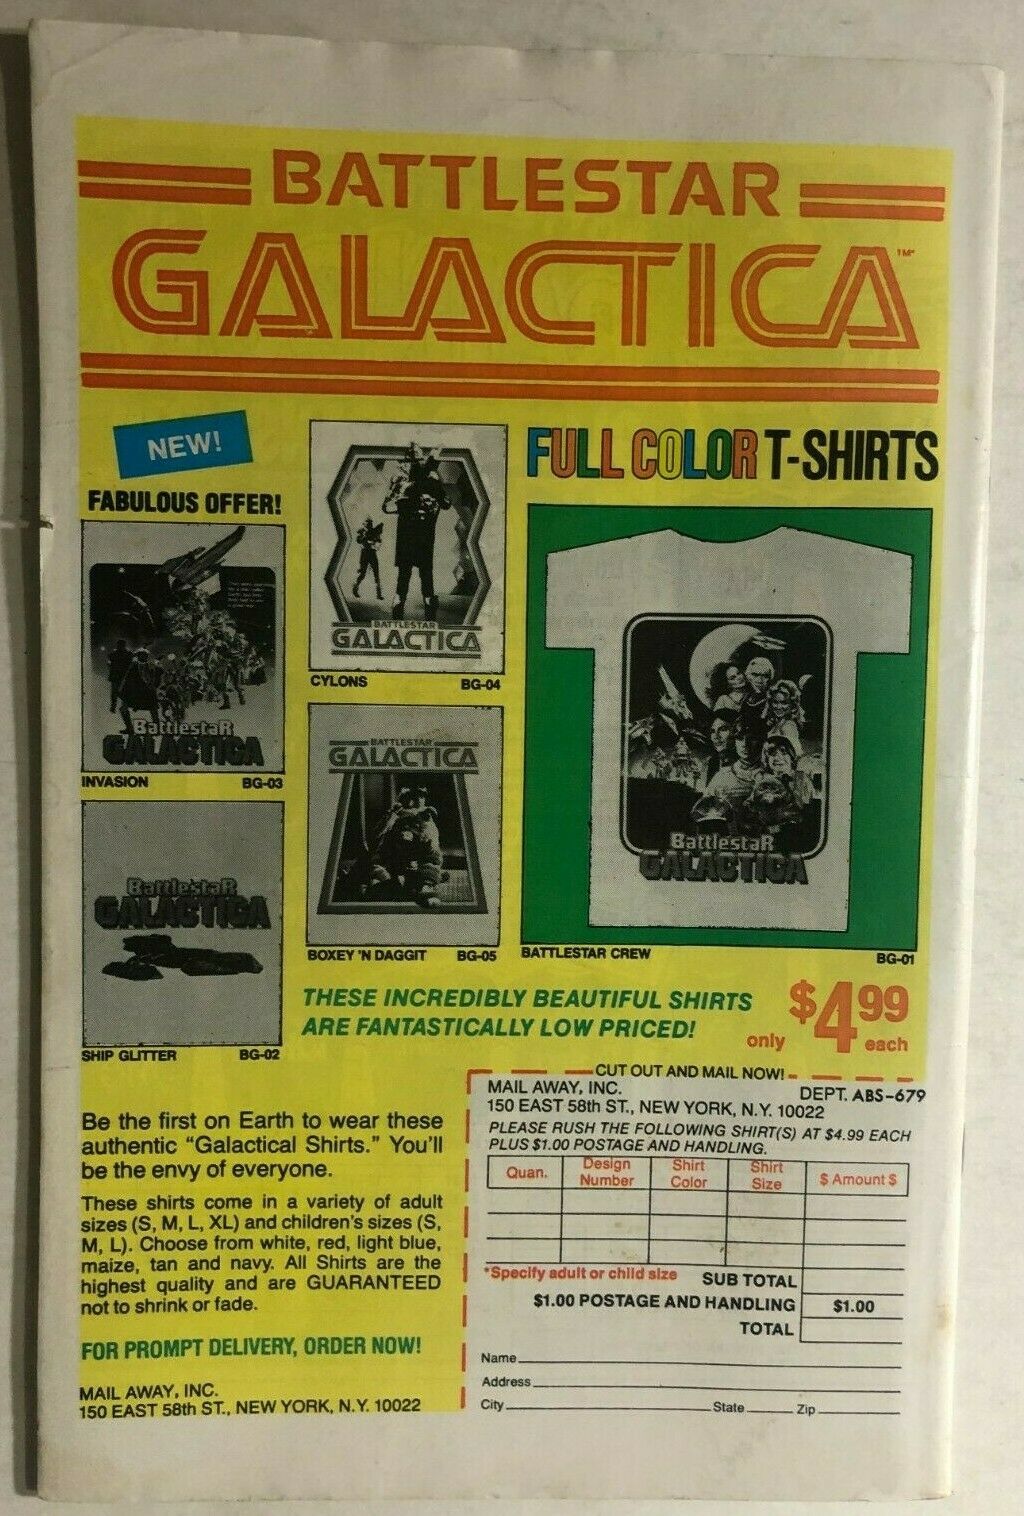 BATTLESTAR
GALACTICA™
NEW!
FABULOUS OFFER!
FULL COLOR T-SHIRTS
BattlestaR
GALACTICA
INVASION BG-03
BATTLESTAR
GALACTICA
CYLONS BG-04
BattlestaR
GALACTICA
SHIP GLITTER BG-02
BATTLESTAR
GALACTICA
BOXEY 'N DAGGIT BG-05
BattlestaR
GALACTICA
BATTLESTAR CREW BG-01
THESE INCREDIBLY BEAUTIFUL SHIRTS
ARE FANTASTICALLY LOW PRICED!
only $4.99 each
Be the first on Earth to wear these
authentic “Galactical Shirts.” You’ll
be the envy of everyone.
These shirts come in a variety of adult
sizes (S, M, L, XL) and children's sizes (S,
M, L). Choose from white, red, light blue,
maize, tan and navy. All Shirts are the
highest quality and are GUARANTEED
not to shrink or fade.
FOR PROMPT DELIVERY, ORDER NOW!
MAIL AWAY, INC.
150 EAST 58th ST., NEW YORK, N.Y. 10022
CUT OUT AND MAIL NOW!
MAIL AWAY, INC. DEPT. ABS-679
150 EAST 58th ST., NEW YORK, N.Y. 10022
PLEASE RUSH THE FOLLOWING SHIRT(S) AT $4.99 EACH
PLUS $1.00 POSTAGE AND HANDLING.
Quan. Design Number Shirt Color Shirt Size $ Amount $
*Specify adult or child size SUB TOTAL
$1.00 POSTAGE AND HANDLING $1.00
TOTAL
Name
Address
City State Zip